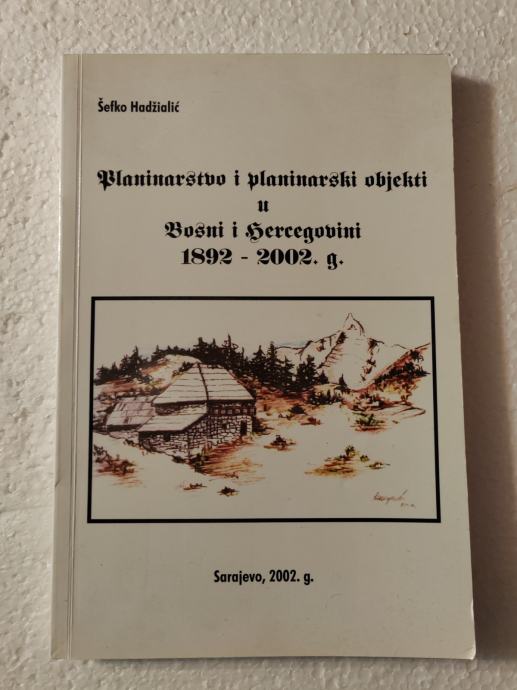 Šefko Hadžialić
Planinarstvo i planinarski objekti
u
Bosni i Hercegovini
1892 - 2002. g.
Sarajevo, 2002. g.